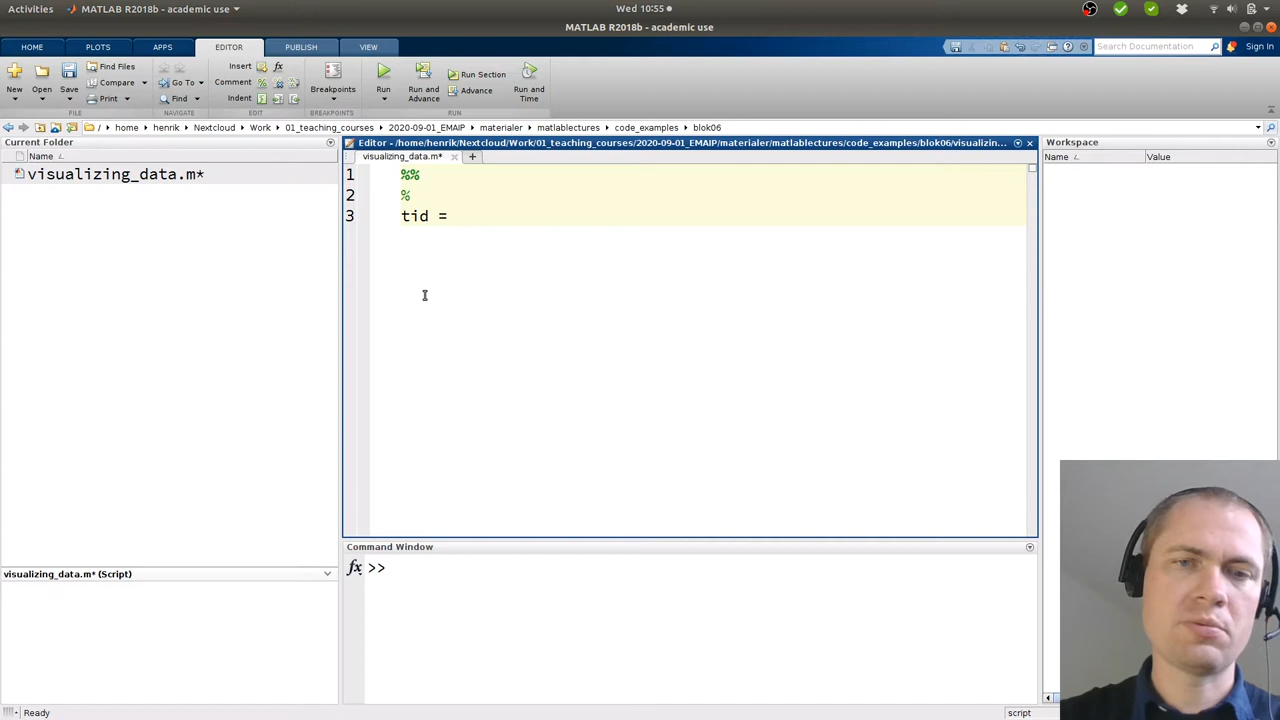 Activities MATLAB R2018b - academic use Wed 10:55
MATLAB R2018b - academic use
HOME PLOTS APPS EDITOR PUBLISH VIEW Search Documentation Sign In
New Open Save Find Files Compare Print Go To Find Insert fx Comment Indent Breakpoints Run Run and Advance Run Section Advance Run and Time
FILE NAVIGATE EDIT BREAKPOINTS RUN
/ home henrik Nextcloud Work 01_teaching_courses 2020-09-01_EMAIP materialer matlablectures code_examples blok06
Current Folder
Name
visualizing_data.m*
visualizing_data.m* (Script)
Editor - /home/henrik/Nextcloud/Work/01_teaching_courses/2020-09-01_EMAIP/materialer/matlablectures/code_examples/blok06/visualizin...
visualizing_data.m*
1 %%
2 %
3 tid =
Command Window
fx >>
Workspace
Name Value
Ready
script